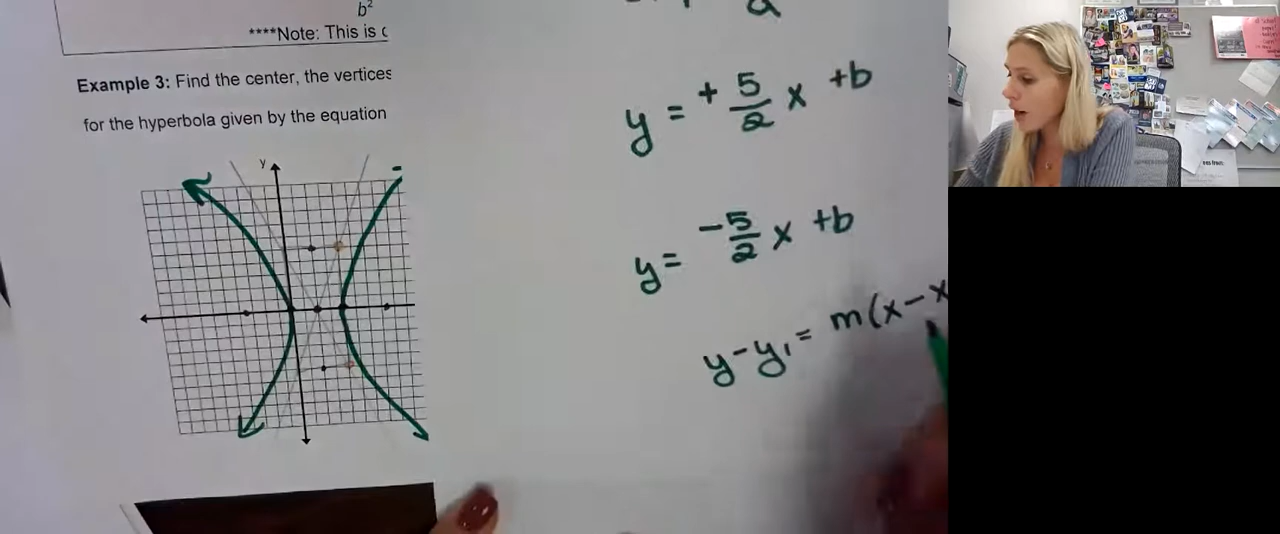 b²
****Note: This is c
Example 3: Find the center, the vertices
for the hyperbola given by the equation
y
a
y = + 5/2 x + b
y = - 5/2 x + b
y - y₁ = m(x - x